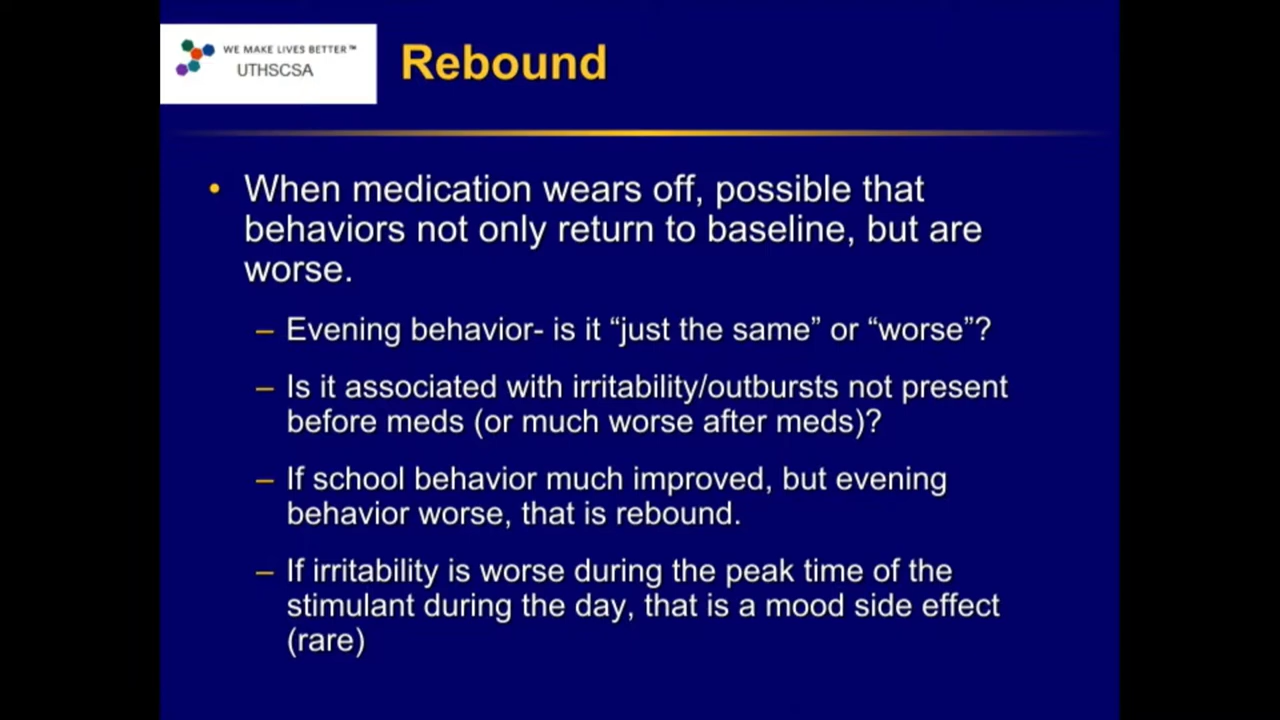 WE MAKE LIVES BETTER™
UTHSCSA
Rebound
• When medication wears off, possible that
behaviors not only return to baseline, but are
worse.
– Evening behavior- is it “just the same” or “worse”?
– Is it associated with irritability/outbursts not present
before meds (or much worse after meds)?
– If school behavior much improved, but evening
behavior worse, that is rebound.
– If irritability is worse during the peak time of the
stimulant during the day, that is a mood side effect
(rare)